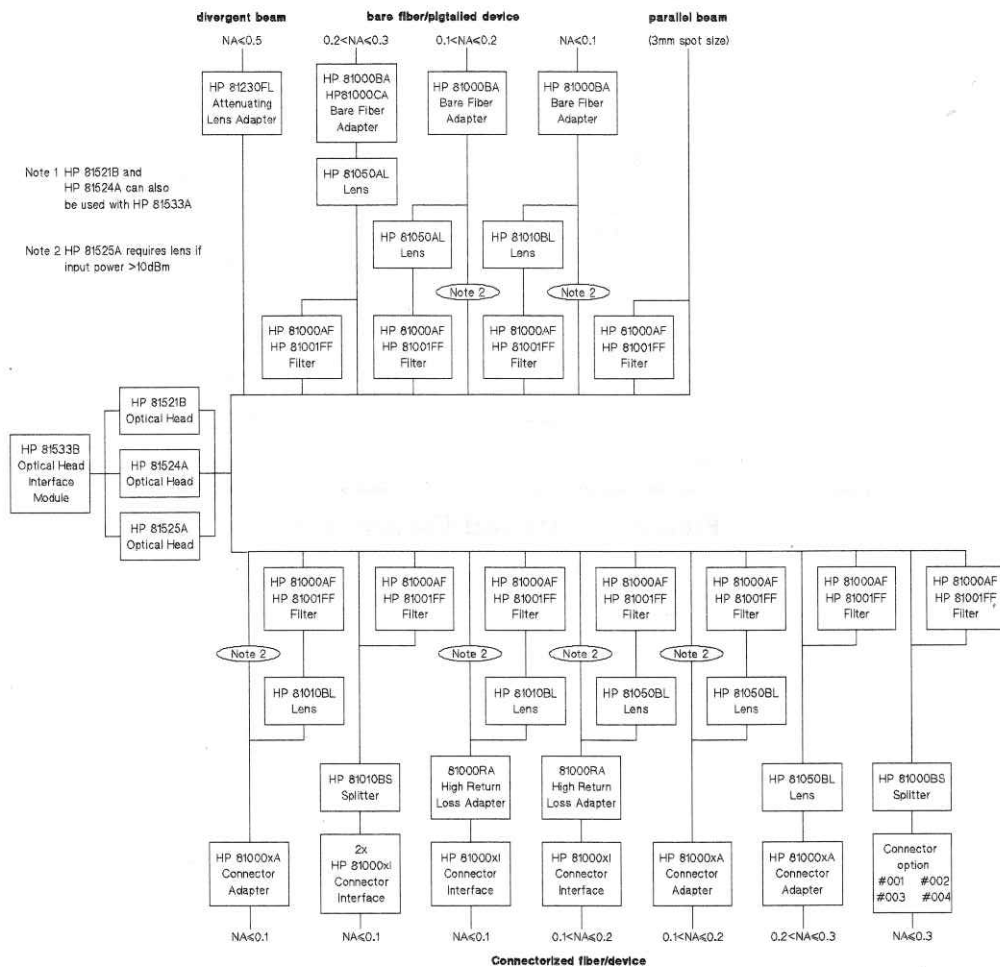 divergent beam
bare fiber/pigtailed device
parallel beam
NA≤0.5
0.2<NA≤0.3
0.1<NA≤0.2
NA≤0.1
(3mm spot size)
HP 81230FL
Attenuating
Lens Adapter
HP 81000BA
HP81000CA
Bare Fiber
Adapter
HP 81000BA
Bare Fiber
Adapter
HP 81000BA
Bare Fiber
Adapter
Note 1 HP 81521B and
HP 81524A can also
be used with HP 81533A
HP 81050AL
Lens
Note 2 HP 81525A requires lens if
input power >10dBm
HP 81050AL
Lens
HP 81010BL
Lens
Note 2
Note 2
HP 81000AF
HP 81001FF
Filter
HP 81000AF
HP 81001FF
Filter
HP 81000AF
HP 81001FF
Filter
HP 81000AF
HP 81001FF
Filter
HP 81521B
Optical Head
HP 81533B
Optical Head
Interface
Module
HP 81524A
Optical Head
HP 81525A
Optical Head
HP 81000AF
HP 81001FF
Filter
HP 81000AF
HP 81001FF
Filter
HP 81000AF
HP 81001FF
Filter
HP 81000AF
HP 81001FF
Filter
HP 81000AF
HP 81001FF
Filter
HP 81000AF
HP 81001FF
Filter
HP 81000AF
HP 81001FF
Filter
Note 2
Note 2
Note 2
Note 2
HP 81010BL
Lens
HP 81010BL
Lens
HP 81050BL
Lens
HP 81050BL
Lens
HP 81010BS
Splitter
81000RA
High Return
Loss Adapter
81000RA
High Return
Loss Adapter
HP 81050BL
Lens
HP 81000BS
Splitter
HP 81000xA
Connector
Adapter
2x
HP 81000xI
Connector
Interface
HP 81000xI
Connector
Interface
HP 81000xI
Connector
Interface
HP 81000xA
Connector
Adapter
HP 81000xA
Connector
Adapter
Connector
option
#001 #002
#003 #004
NA≤0.1
NA≤0.1
NA≤0.1
0.1<NA≤0.2
0.1<NA≤0.2
0.2<NA≤0.3
NA≤0.3
Connectorized fiber/device